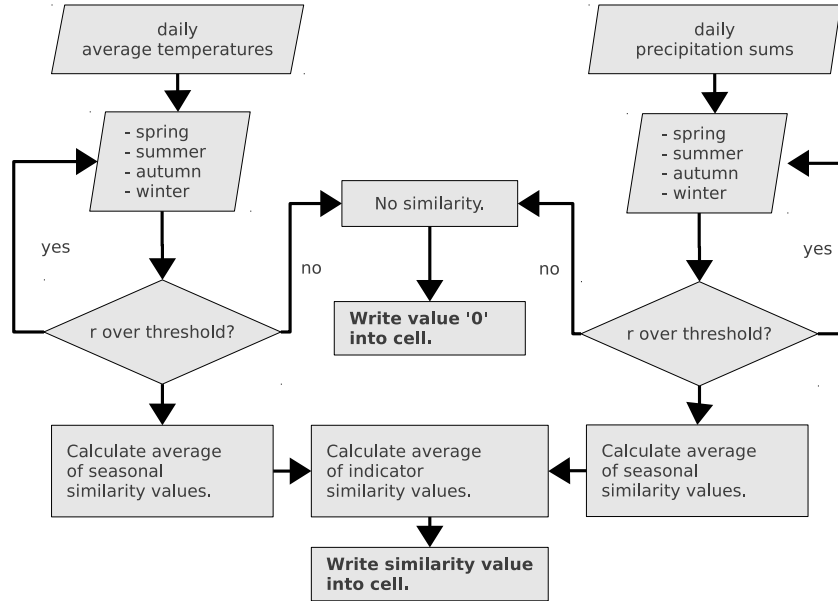 daily
average temperatures
daily
precipitation sums
- spring
- summer
- autumn
- winter
- spring
- summer
- autumn
- winter
No similarity.
yes
no
no
yes
Write value '0'
into cell.
r over threshold?
r over threshold?
Calculate average
of seasonal
similarity values.
Calculate average
of indicator
similarity values.
Calculate average
of seasonal
similarity values.
Write similarity value
into cell.